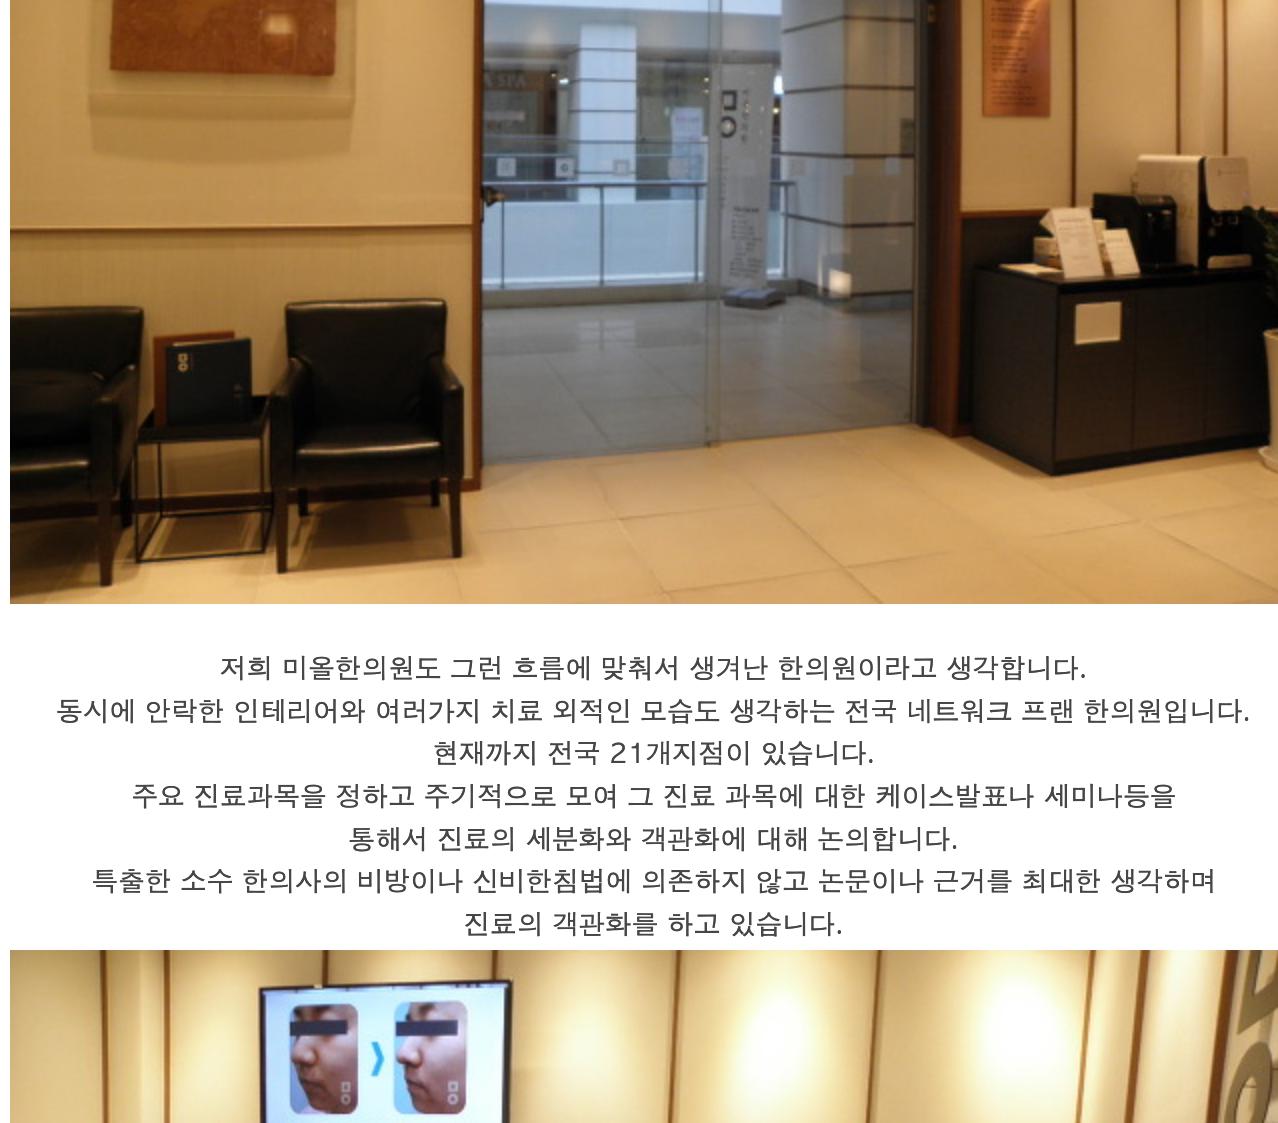 SPA
저희 미올한의원도 그런 흐름에 맞춰서 생겨난 한의원이라고 생각합니다.
동시에 안락한 인테리어와 여러가지 치료 외적인 모습도 생각하는 전국 네트워크 프랜 한의원입니다.
현재까지 전국 21개지점이 있습니다.
주요 진료과목을 정하고 주기적으로 모여 그 진료 과목에 대한 케이스발표나 세미나등을
통해서 진료의 세분화와 객관화에 대해 논의합니다.
특출한 소수 한의사의 비방이나 신비한침법에 의존하지 않고 논문이나 근거를 최대한 생각하며
진료의 객관화를 하고 있습니다.